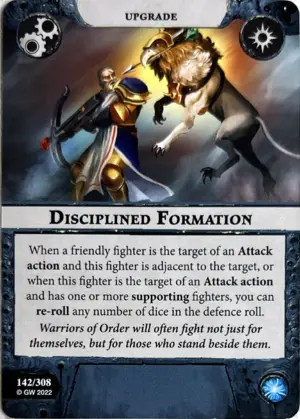 UPGRADE
DISCIPLINED FORMATION
When a friendly fighter is the target of an Attack
action and this fighter is adjacent to the target, or
when this fighter is the target of an Attack action
and has one or more supporting fighters, you can
re-roll any number of dice in the defence roll.
Warriors of Order will often fight not just for
themselves, but for those who stand beside them.
142/308
© GW 2022